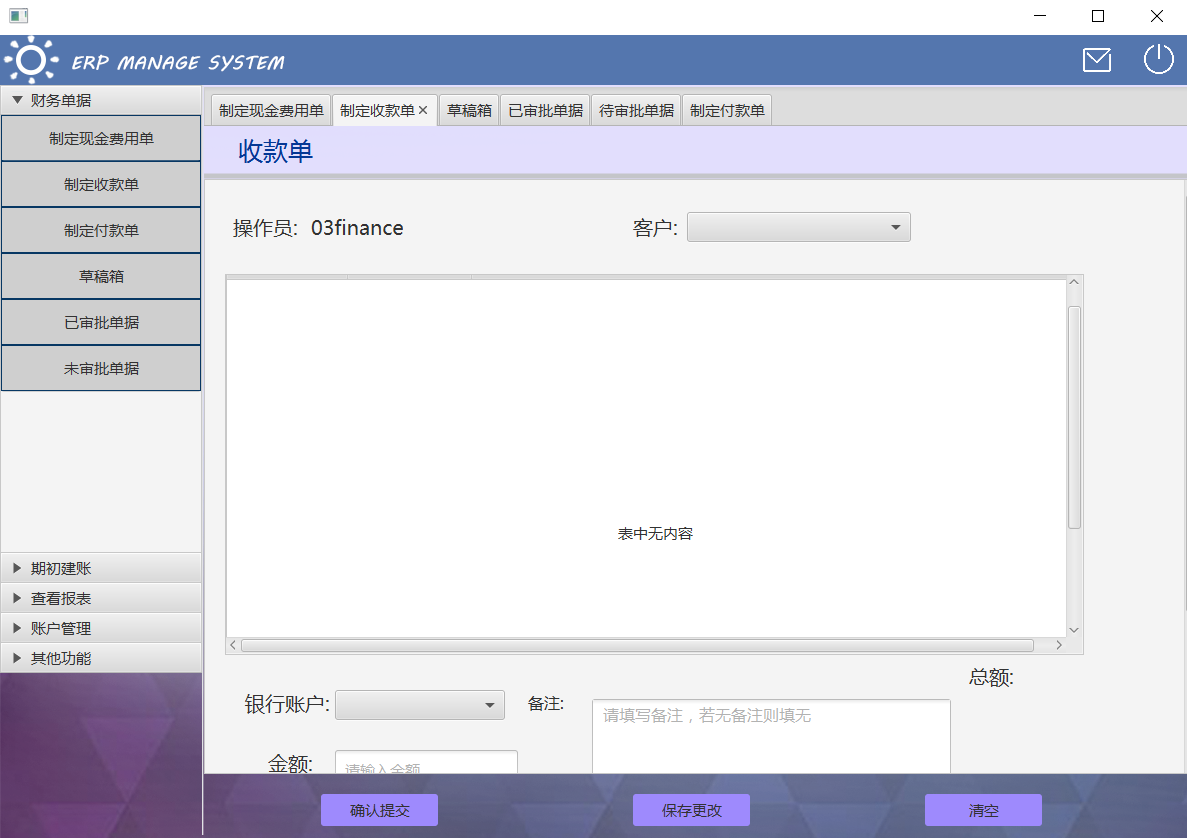 ERP MANAGE SYSTEM
财务单据
制定现金费用单
制定收款单
制定付款单
草稿箱
已审批单据
未审批单据
期初建账
查看报表
账户管理
其他功能
制定现金费用单 制定收款单 草稿箱 已审批单据 待审批单据 制定付款单
收款单
操作员: 03finance 客户:
表中无内容
总额:
银行账户: 备注:
请填写备注，若无备注则填无
金额: 请输入金额
确认提交 保存更改 清空